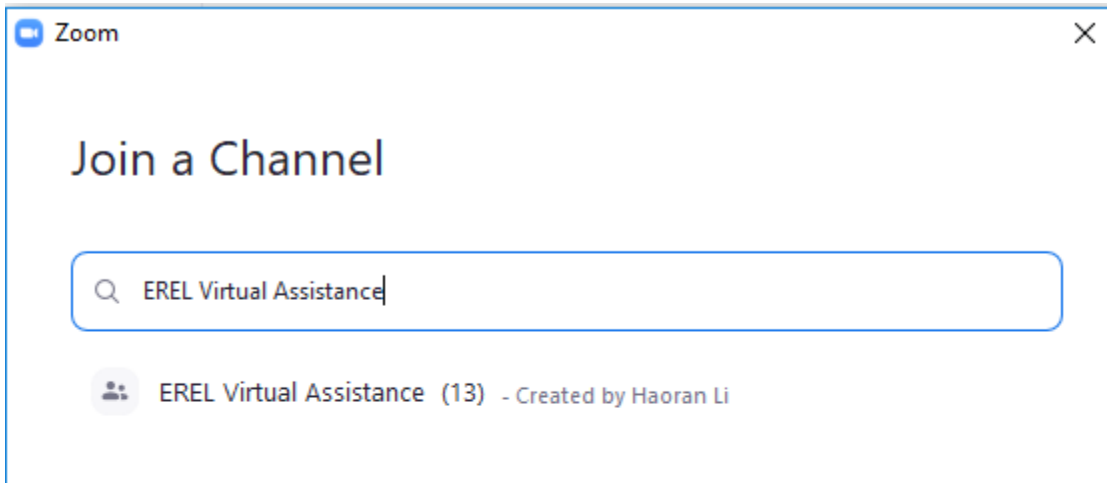 Zoom
Join a Channel
EREL Virtual Assistance
EREL Virtual Assistance (13) - Created by Haoran Li